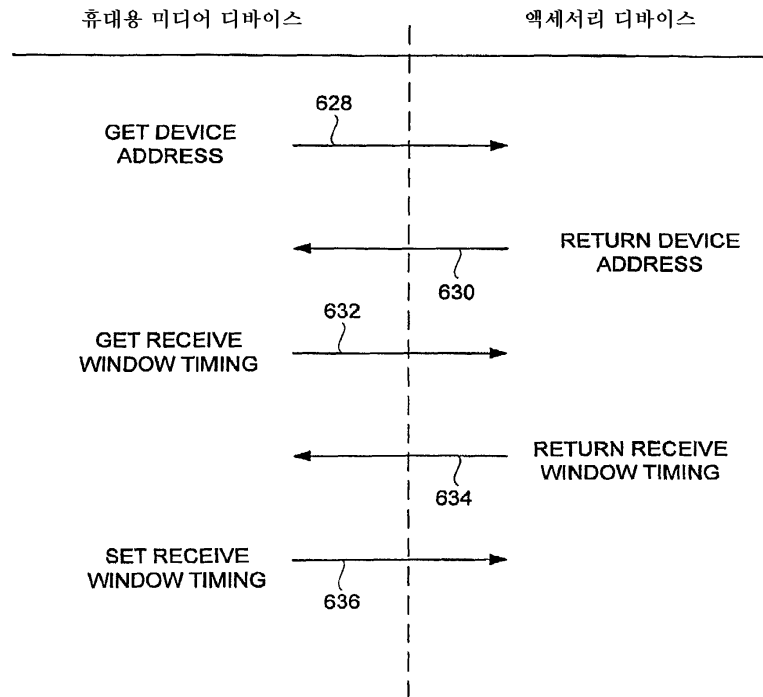 휴대용 미디어 디바이스
액세서리 디바이스
628
GET DEVICE
ADDRESS
RETURN DEVICE
ADDRESS
630
632
GET RECEIVE
WINDOW TIMING
RETURN RECEIVE
WINDOW TIMING
634
SET RECEIVE
WINDOW TIMING
636